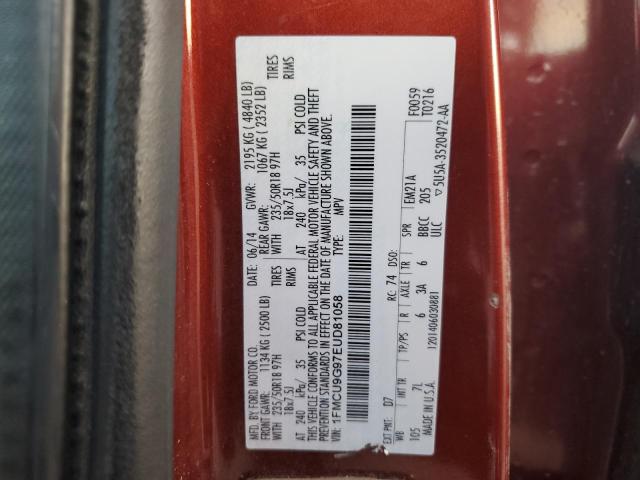 MFD. BY FORD MOTOR CO. DATE: 06/14 GVWR: 2195 KG ( 4840 LB)
FRONT GAWR: 1134 KG ( 2500 LB) REAR GAWR: 1067 KG ( 2352 LB)
WITH 235/50R18 97H TIRES WITH 235/50R18 97H TIRES
18x7.5J RIMS 18x7.5J RIMS
AT 240 kPa/ 35 PSI COLD AT 240 kPa/ 35 PSI COLD
THIS VEHICLE CONFORMS TO ALL APPLICABLE FEDERAL MOTOR VEHICLE SAFETY AND THEFT
PREVENTION STANDARDS IN EFFECT ON THE DATE OF MANUFACTURE SHOWN ABOVE.
VIN: 1FMCU9G97EUD81058 TYPE: MPV
F0059
T0216
EXT PNT: D7 RC: 74 DSO:
WB INT TR TP/PS R AXLE TR SPR EM21A
105 7L 6 3A 6 BBCC 205
ULC
MADE IN U.S.A. 120140603​0881 ▽5U5A-3520472-AA